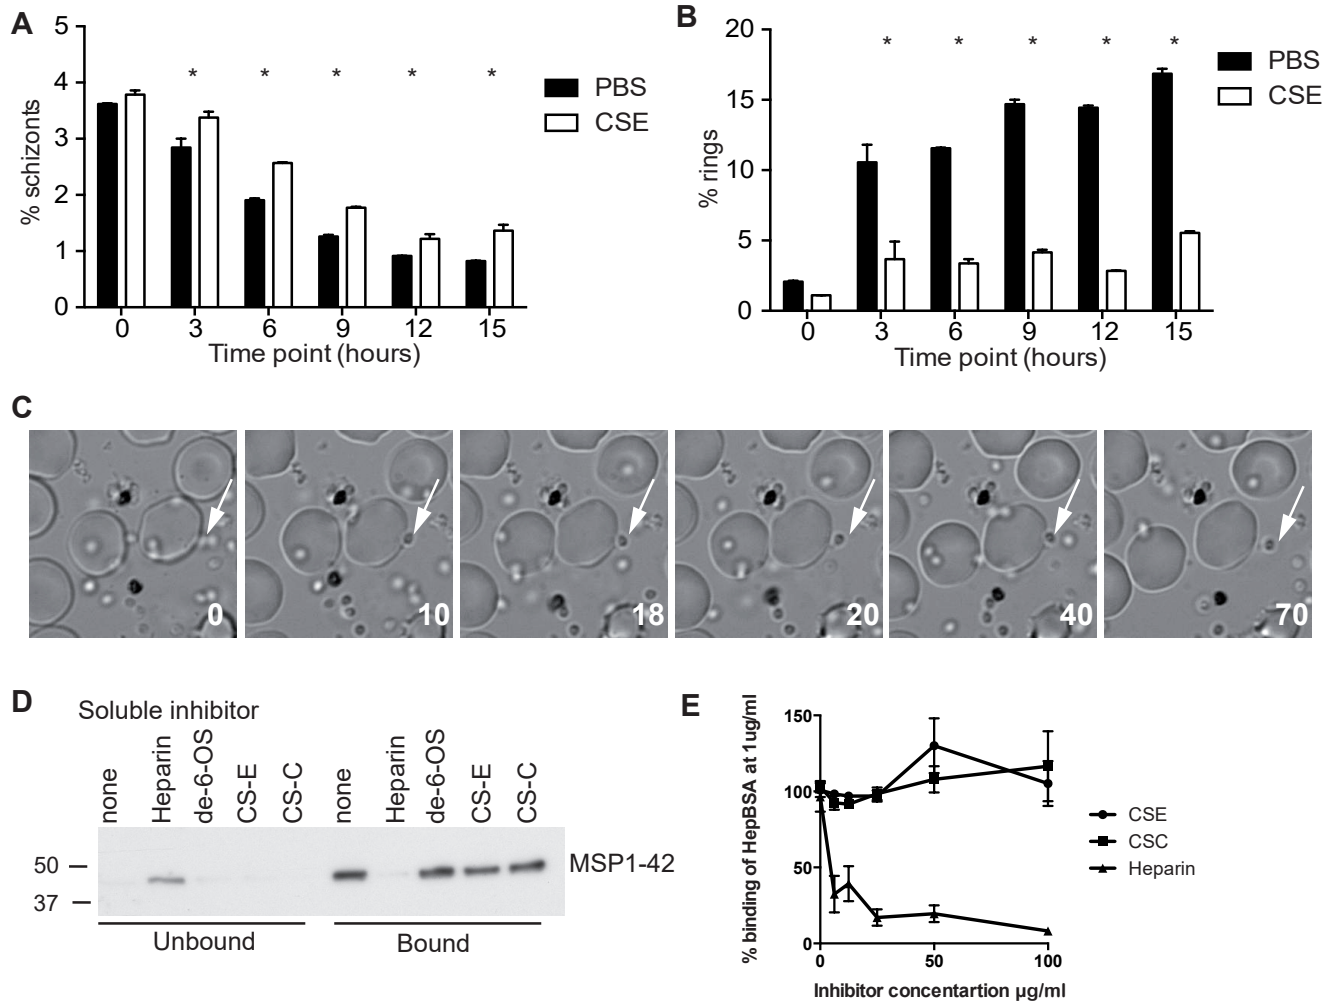 A
5
4
3
2
1
0
% schizonts
* * * * *
PBS
CSE
0 3 6 9 12 15
Time point (hours)
B
20
15
10
5
0
% rings
* * * * *
PBS
CSE
0 3 6 9 12 15
Time point (hours)
C
0 10 18 20 40 70
D
Soluble inhibitor
none Heparin de-6-OS CS-E CS-C none Heparin de-6-OS CS-E CS-C
50
37
MSP1-42
Unbound Bound
E
% binding of HepBSA at 1ug/ml
150
100
50
0
0 50 100
Inhibitor concentartion µg/ml
CSE
CSC
Heparin